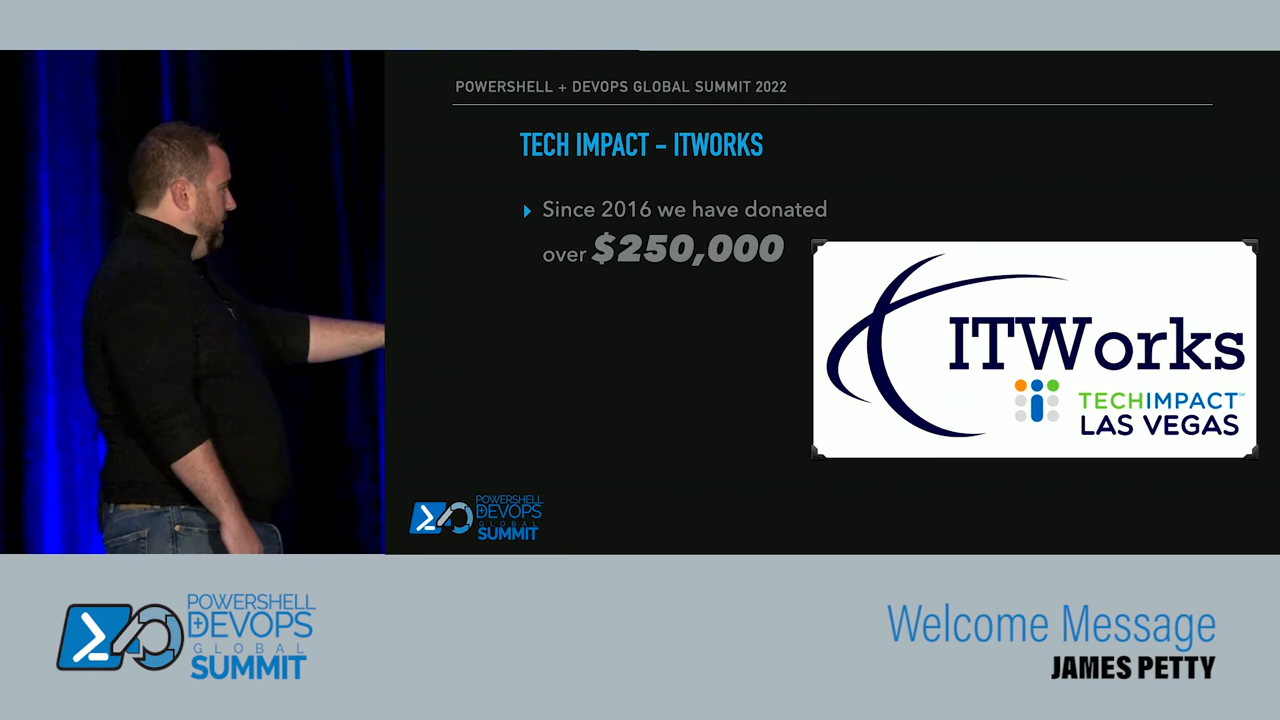 POWERSHELL + DEVOPS GLOBAL SUMMIT 2022
TECH IMPACT – ITWORKS
Since 2016 we have donated
over $250,000
ITWorks
TECHIMPACT℠
LAS VEGAS
POWERSHELL
+DEVOPS
GLOBAL
SUMMIT
POWERSHELL
+DEVOPS
GLOBAL
SUMMIT
Welcome Message
JAMES PETTY